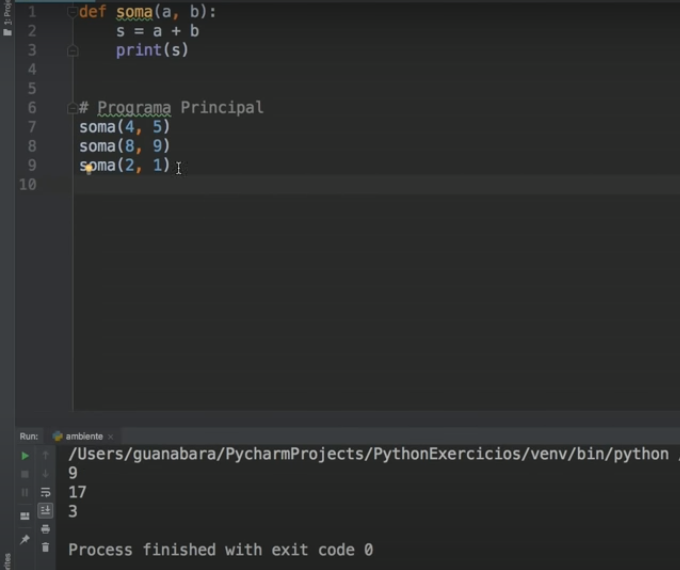 1 def soma(a, b):
2 s = a + b
3 print(s)
4
5
6 # Programa Principal
7 soma(4, 5)
8 soma(8, 9)
9 soma(2, 1)
10
Run: ambiente
/Users/guanabara/PycharmProjects/PythonExercicios/venv/bin/python
9
17
3
Process finished with exit code 0